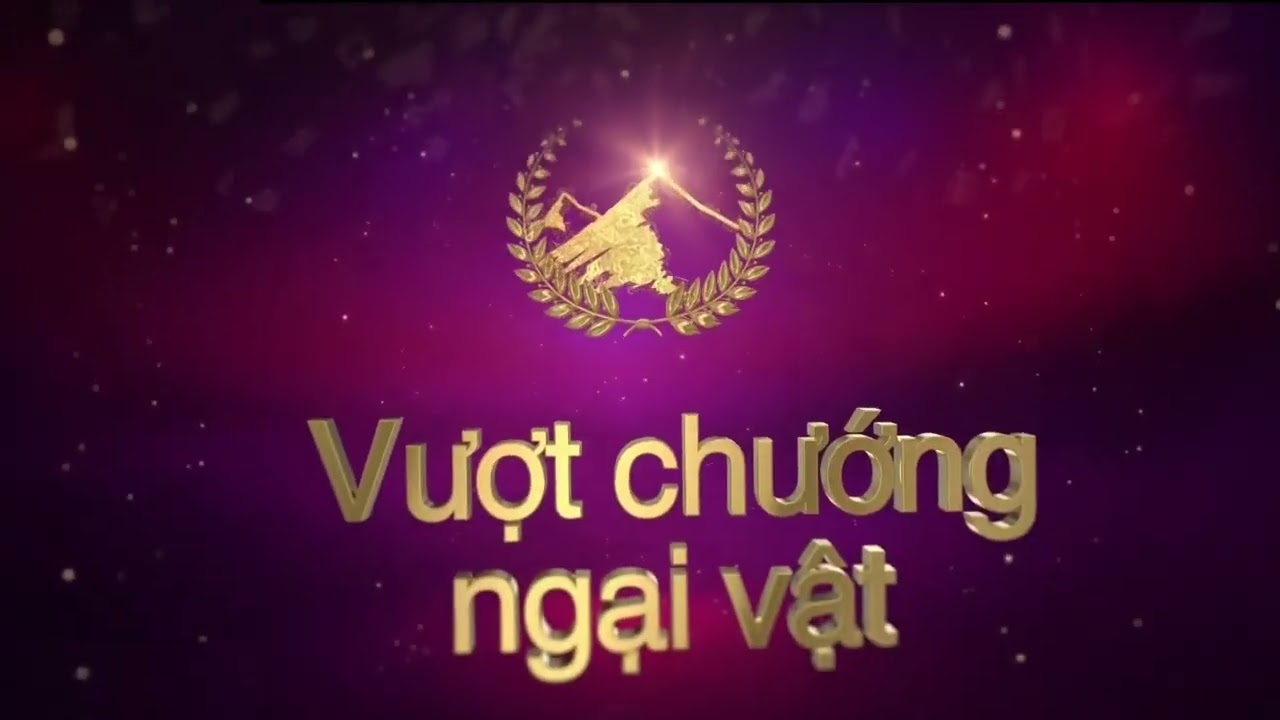 Vượt chướng
ngại vật